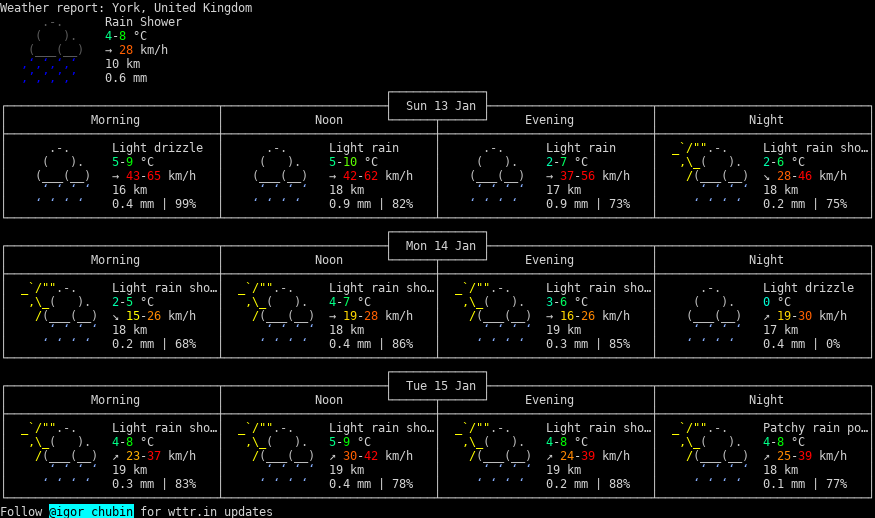 Weather report: York, United Kingdom
Rain Shower
4-8 °C
→ 28 km/h
10 km
0.6 mm
Sun 13 Jan
Morning Noon Evening Night
Light drizzle Light rain Light rain Light rain sho…
5-9 °C 5-10 °C 2-7 °C 2-6 °C
→ 43-65 km/h → 42-62 km/h → 37-56 km/h ↘ 28-46 km/h
16 km 18 km 17 km 18 km
0.4 mm | 99% 0.9 mm | 82% 0.9 mm | 73% 0.2 mm | 75%
Mon 14 Jan
Morning Noon Evening Night
Light rain sho… Light rain sho… Light rain sho… Light drizzle
2-5 °C 4-7 °C 3-6 °C 0 °C
↘ 15-26 km/h → 19-28 km/h → 16-26 km/h ↗ 19-30 km/h
18 km 18 km 19 km 17 km
0.2 mm | 68% 0.4 mm | 86% 0.3 mm | 85% 0.4 mm | 0%
Tue 15 Jan
Morning Noon Evening Night
Light rain sho… Light rain sho… Light rain sho… Patchy rain po…
4-8 °C 5-9 °C 4-8 °C 4-8 °C
↗ 23-37 km/h ↗ 30-42 km/h ↗ 24-39 km/h ↗ 25-39 km/h
19 km 19 km 19 km 18 km
0.3 mm | 83% 0.4 mm | 78% 0.2 mm | 88% 0.1 mm | 77%
Follow @igor_chubin for wttr.in updates